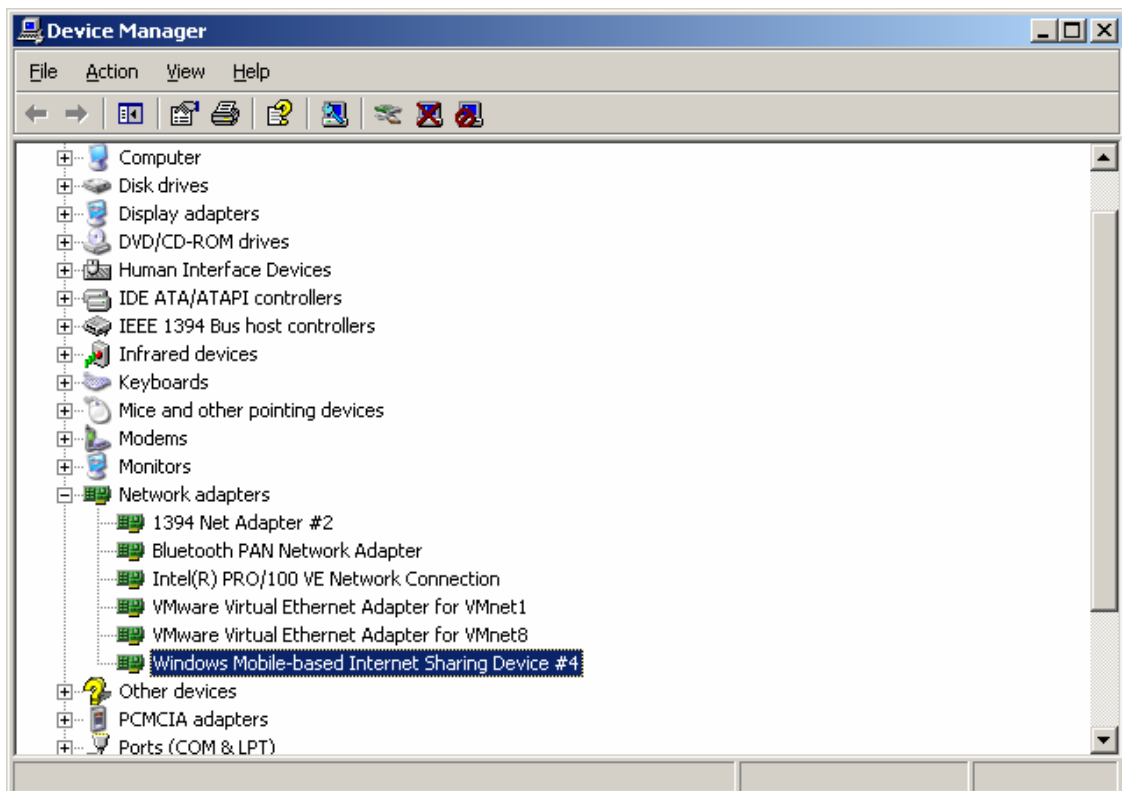 Device Manager
File Action View Help
Computer
Disk drives
Display adapters
DVD/CD-ROM drives
Human Interface Devices
IDE ATA/ATAPI controllers
IEEE 1394 Bus host controllers
Infrared devices
Keyboards
Mice and other pointing devices
Modems
Monitors
Network adapters
1394 Net Adapter #2
Bluetooth PAN Network Adapter
Intel(R) PRO/100 VE Network Connection
VMware Virtual Ethernet Adapter for VMnet1
VMware Virtual Ethernet Adapter for VMnet8
Windows Mobile-based Internet Sharing Device #4
Other devices
PCMCIA adapters
Ports (COM & LPT)